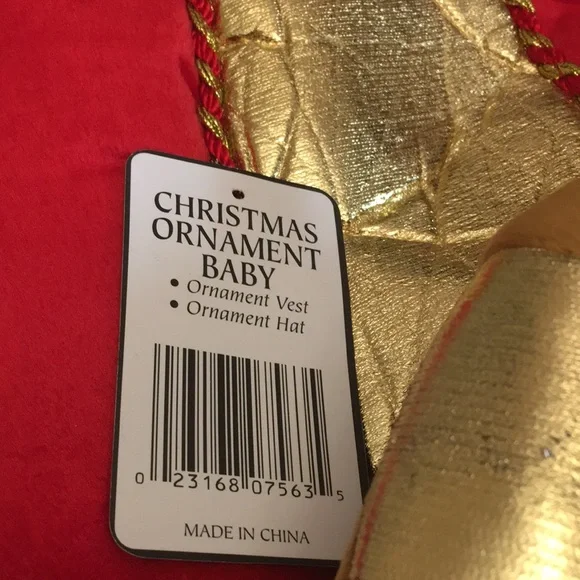 CHRISTMAS
ORNAMENT
BABY
• Ornament Vest
• Ornament Hat
0 23168 07563 5
MADE IN CHINA